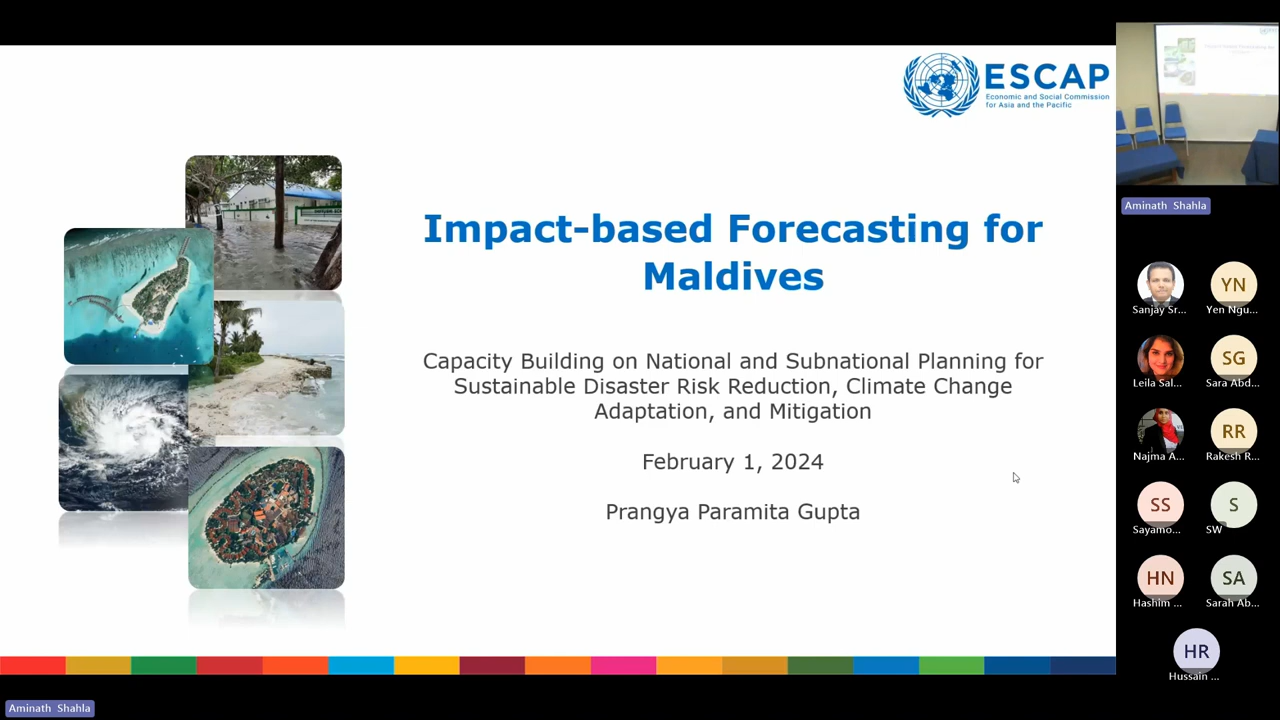 ESCAP
Economic and Social Commission
for Asia and the Pacific
Impact-based Forecasting for
Maldives
Capacity Building on National and Subnational Planning for
Sustainable Disaster Risk Reduction, Climate Change
Adaptation, and Mitigation
February 1, 2024
Prangya Paramita Gupta
Aminath Shahla
Sanjay Sr...
YN
Yen Ngu...
Leila Sal...
SG
Sara Abd...
Najma A...
RR
Rakesh R...
SS
Sayamo...
S
SW
HN
Hashim ...
SA
Sarah Ab...
HR
Hussain ...
Aminath Shahla